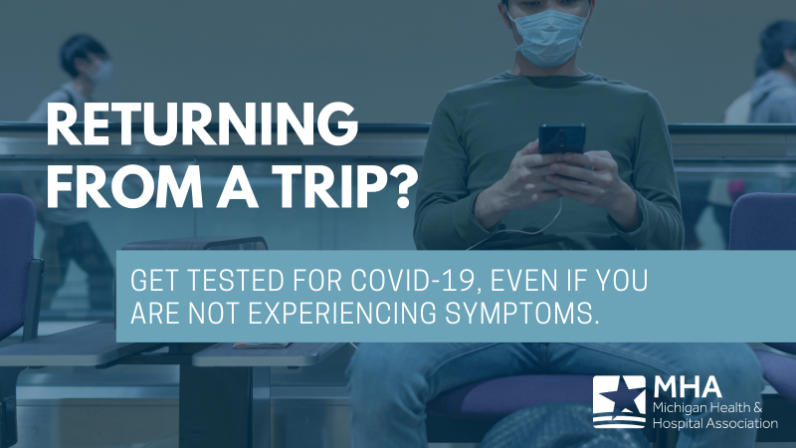 RETURNING
FROM A TRIP?
GET TESTED FOR COVID-19, EVEN IF YOU
ARE NOT EXPERIENCING SYMPTOMS.
MHA
Michigan Health &
Hospital Association